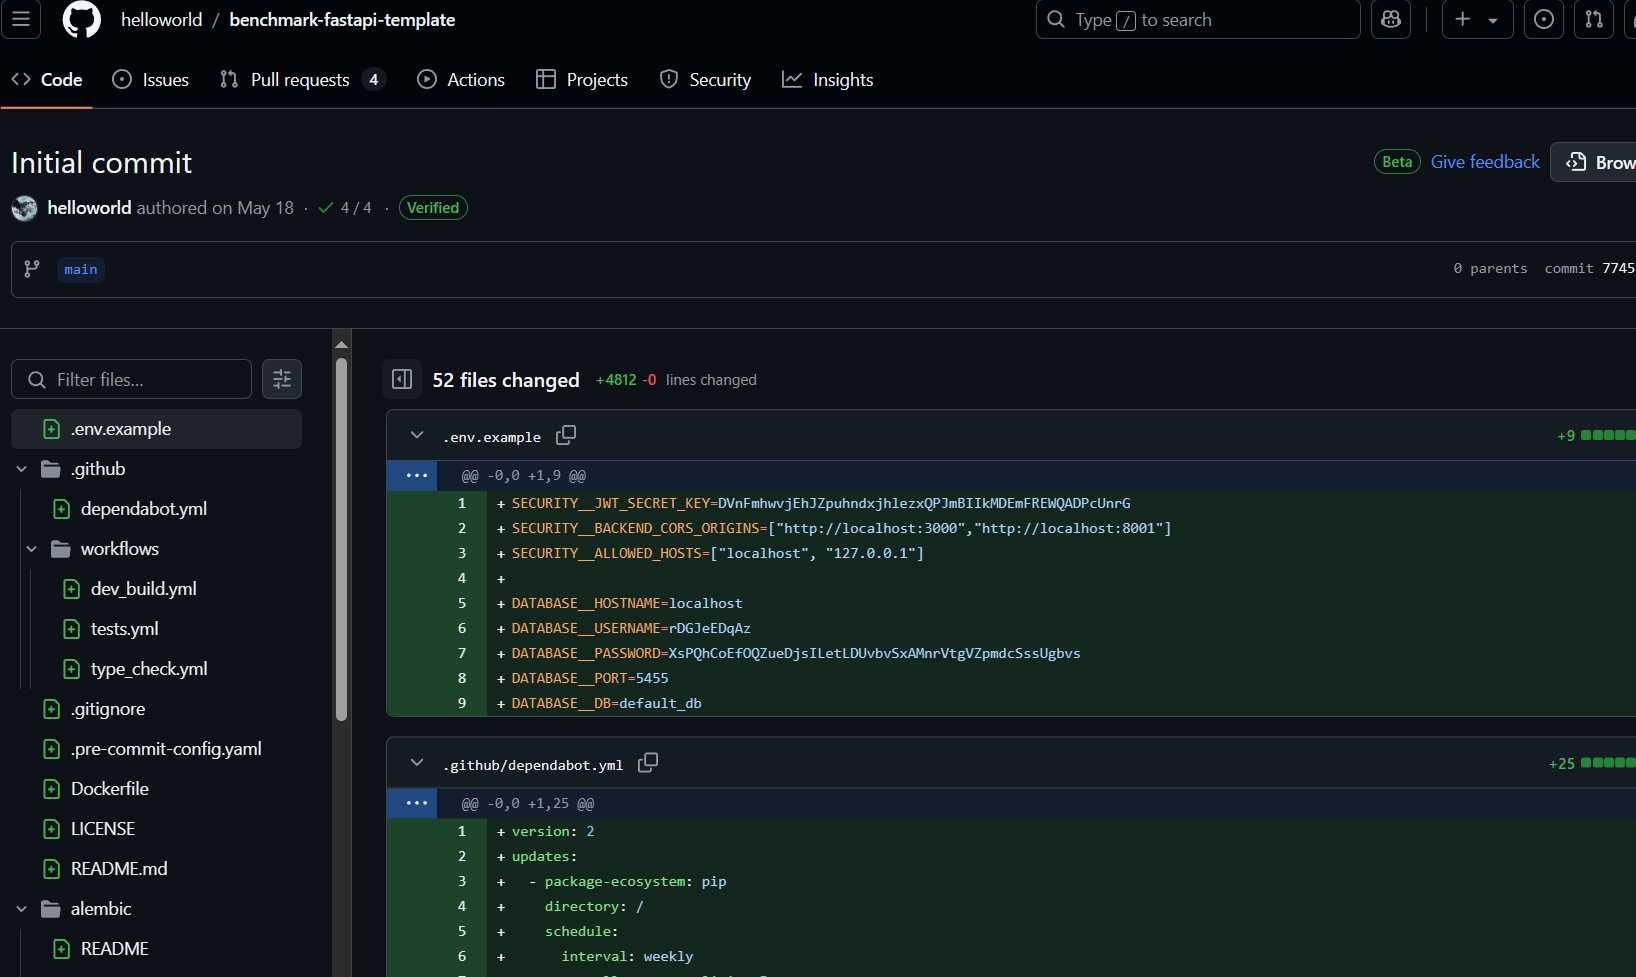 helloworld / benchmark-fastapi-template
Type / to search
Code Issues Pull requests 4 Actions Projects Security Insights
Initial commit
Beta Give feedback Brow
helloworld authored on May 18 · 4 / 4 · Verified
main
0 parents commit 7745
Filter files...
.env.example
.github
dependabot.yml
workflows
dev_build.yml
tests.yml
type_check.yml
.gitignore
.pre-commit-config.yaml
Dockerfile
LICENSE
README.md
alembic
README
52 files changed +4812 -0 lines changed
.env.example
+9
@@ -0,0 +1,9 @@
1 + SECURITY__JWT_SECRET_KEY=DVnFmhwvjEhJZpuhndxjhlezxQPJmBIIkMDEmFREWQADPcUnrG
2 + SECURITY__BACKEND_CORS_ORIGINS=["http://localhost:3000","http://localhost:8001"]
3 + SECURITY__ALLOWED_HOSTS=["localhost", "127.0.0.1"]
4 +
5 + DATABASE__HOSTNAME=localhost
6 + DATABASE__USERNAME=rDGJeEDqAz
7 + DATABASE__PASSWORD=XsPQhCoEfOQZueDjsILetLDUvbvSxAMnrVtgVZpmdcSssUgbvs
8 + DATABASE__PORT=5455
9 + DATABASE__DB=default_db
.github/dependabot.yml
+25
@@ -0,0 +1,25 @@
1 + version: 2
2 + updates:
3 + - package-ecosystem: pip
4 + directory: /
5 + schedule:
6 + interval: weekly